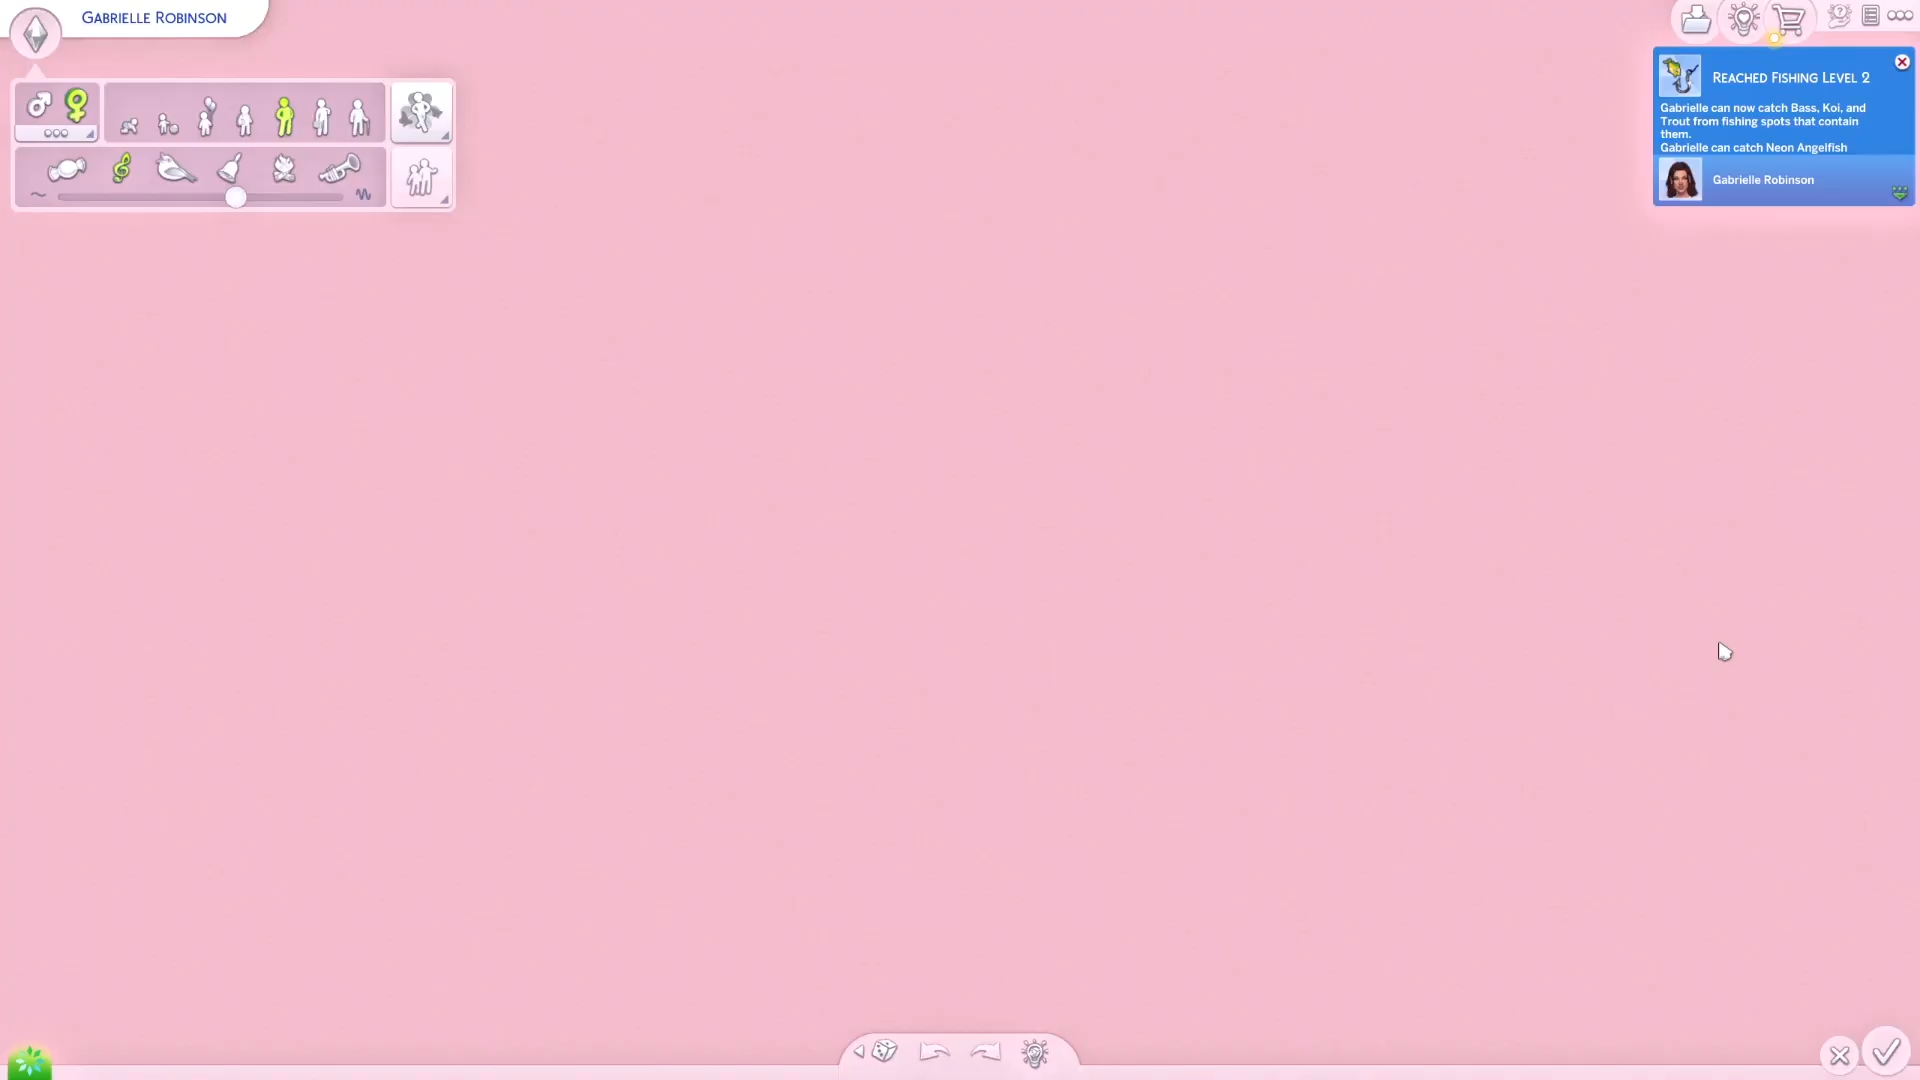 GABRIELLE ROBINSON
REACHED FISHING LEVEL 2
Gabrielle can now catch Bass, Koi, and
Trout from fishing spots that contain
them.
Gabrielle can catch Neon Angelfish
Gabrielle Robinson